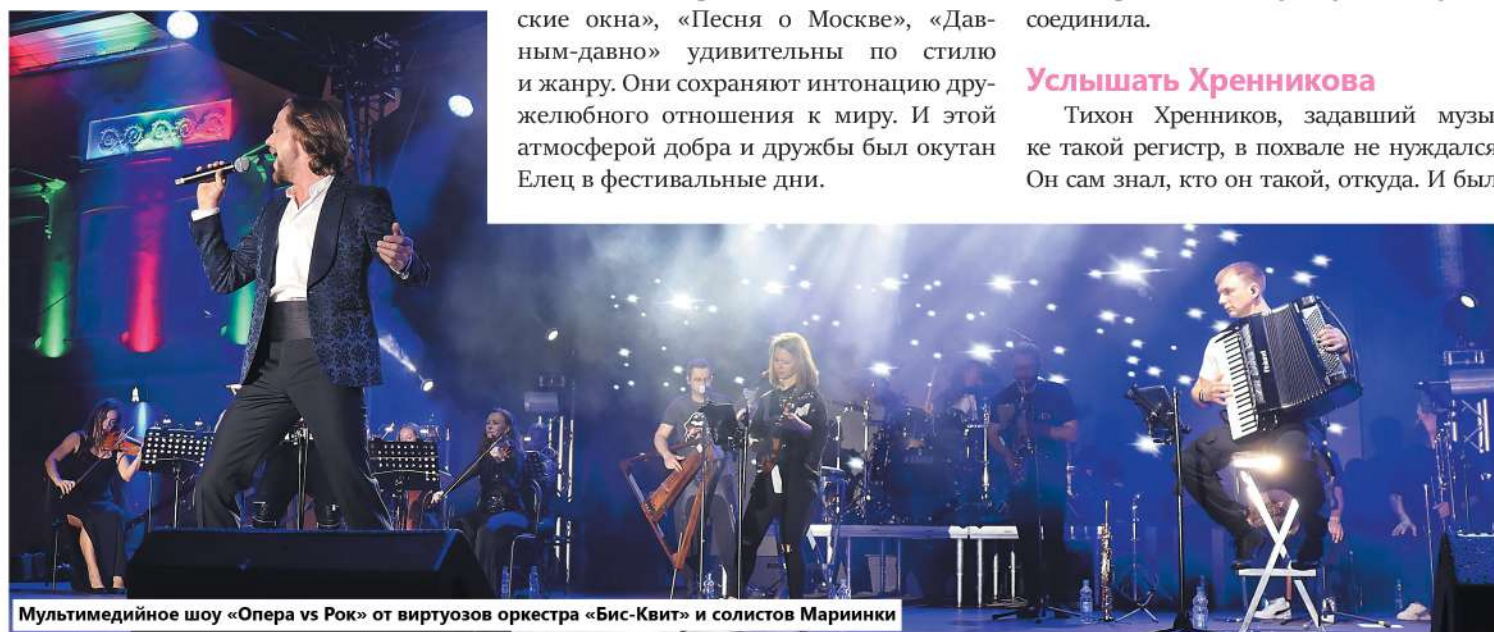 ские окна», «Песня о Москве», «Дав-
ным-давно» удивительны по стилю
и жанру. Они сохраняют интонацию дру-
желюбного отношения к миру. И этой
атмосферой добра и дружбы был окутан
Елец в фестивальные дни.
соединила.
Услышать Хренникова
Тихон Хренников, задавший музы
ке такой регистр, в похвале не нуждался
Он сам знал, кто он такой, откуда. И был
Мультимедийное шоу «Опера vs Рок» от виртуозов оркестра «Бис-Квит» и солистов Мариинки